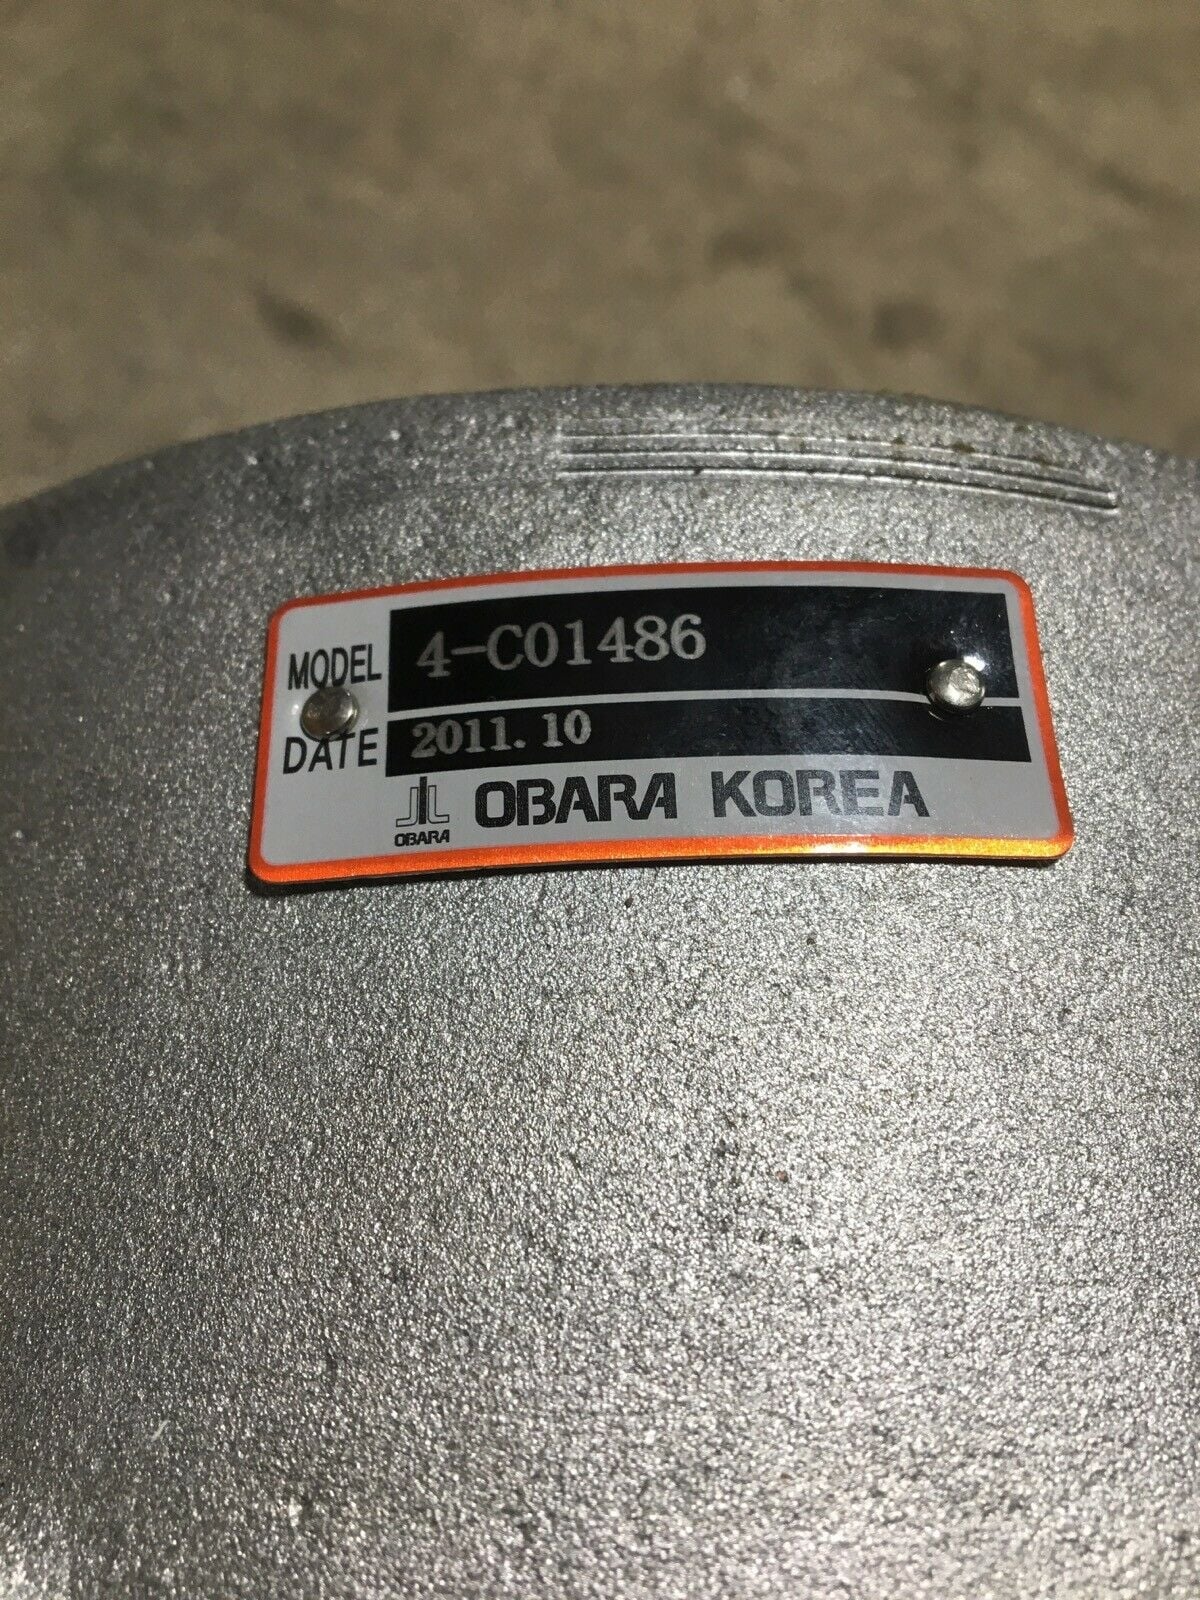 MODEL 4-C01486
DATE 2011.10
OBARA OBARA KOREA